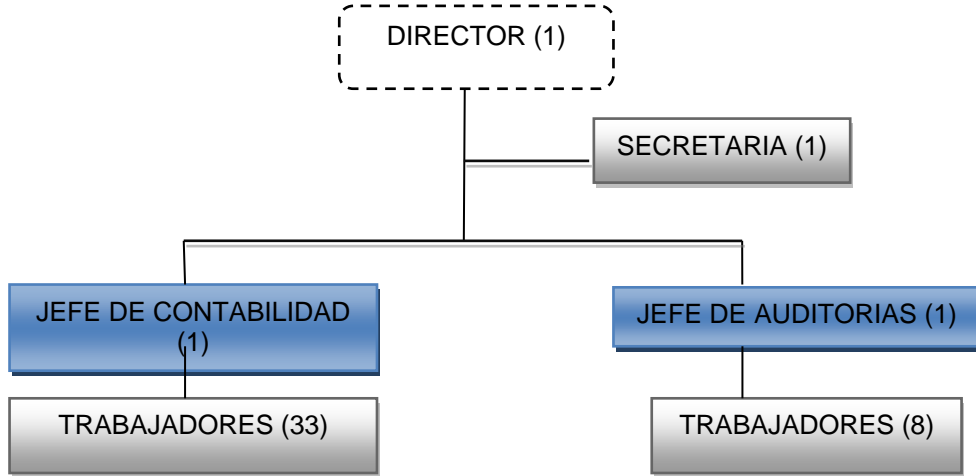 DIRECTOR (1)
SECRETARIA (1)
JEFE DE CONTABILIDAD
(1)
JEFE DE AUDITORIAS (1)
TRABAJADORES (33)
TRABAJADORES (8)